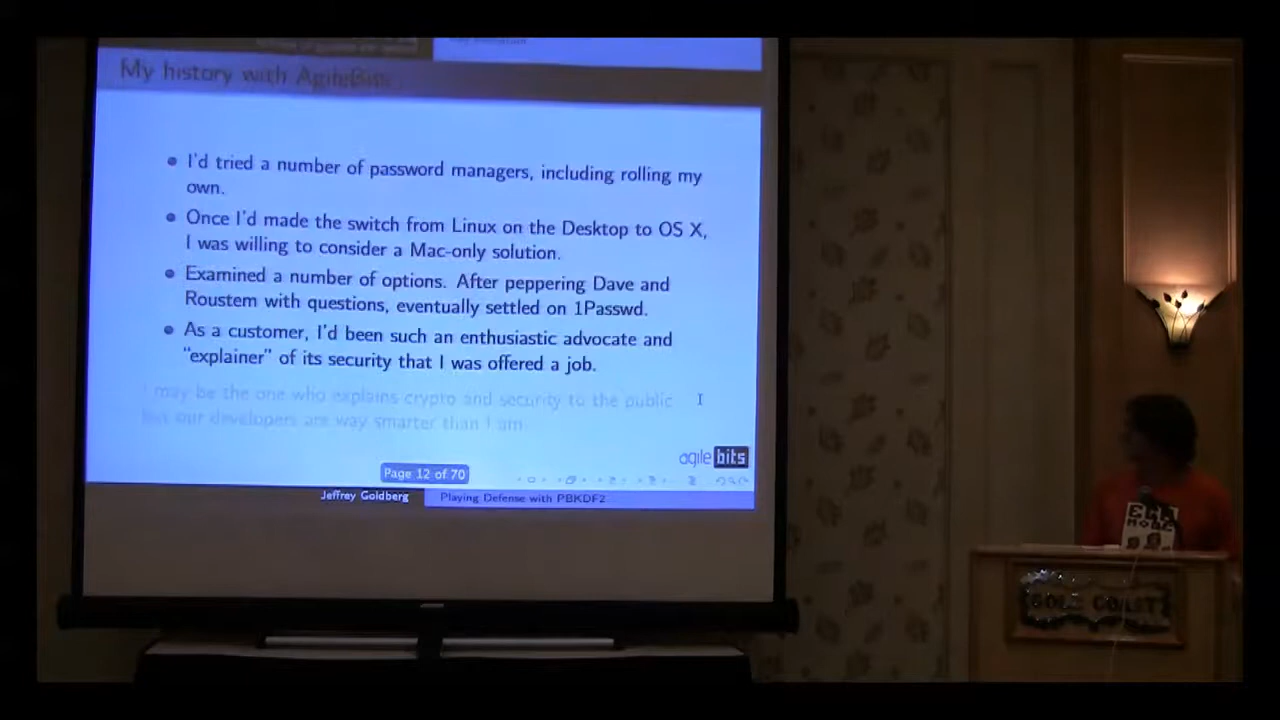 My history with AgileBits
I'd tried a number of password managers, including rolling my
own.
Once I'd made the switch from Linux on the Desktop to OS X,
I was willing to consider a Mac-only solution.
Examined a number of options. After peppering Dave and
Roustem with questions, eventually settled on 1Passwd.
As a customer, I'd been such an enthusiastic advocate and
"explainer" of its security that I was offered a job.
I may be the one who explains crypto and security to the public
but our developers are way smarter than I am
agile bits
Page 12 of 70
Jeffrey Goldberg
Playing Defense with PBKDF2
GOLD COAST